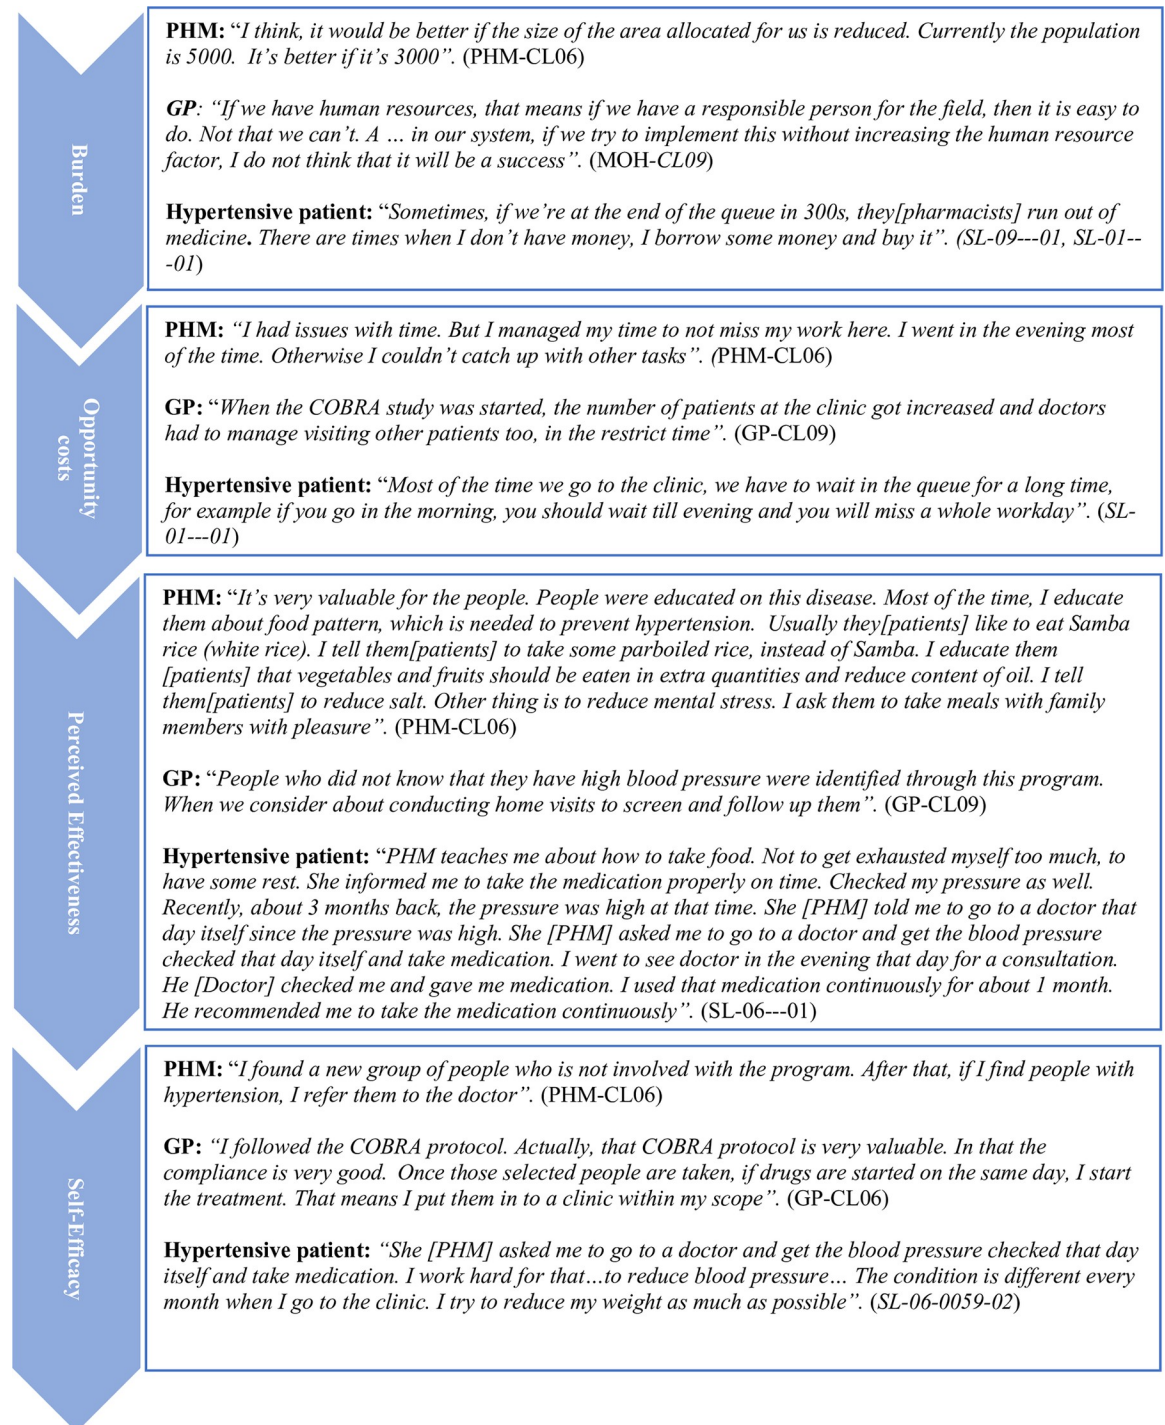 Burden
PHM: “I think, it would be better if the size of the area allocated for us is reduced. Currently the population
is 5000.  It’s better if it’s 3000”. (PHM-CL06)
GP: “If we have human resources, that means if we have a responsible person for the field, then it is easy to
do. Not that we can’t. A … in our system, if we try to implement this without increasing the human resource
factor, I do not think that it will be a success”. (MOH-CL09)
Hypertensive patient: “Sometimes, if we’re at the end of the queue in 300s, they[pharmacists] run out of
medicine. There are times when I don’t have money, I borrow some money and buy it”. (SL-09---01, SL-01--
-01)
Opportunity
costs
PHM: “I had issues with time. But I managed my time to not miss my work here. I went in the evening most
of the time. Otherwise I couldn’t catch up with other tasks”. (PHM-CL06)
GP: “When the COBRA study was started, the number of patients at the clinic got increased and doctors
had to manage visiting other patients too, in the restrict time”. (GP-CL09)
Hypertensive patient: “Most of the time we go to the clinic, we have to wait in the queue for a long time,
for example if you go in the morning, you should wait till evening and you will miss a whole workday”. (SL-
01---01)
Perceived Effectiveness
PHM: “It’s very valuable for the people. People were educated on this disease. Most of the time, I educate
them about food pattern, which is needed to prevent hypertension.  Usually they[patients] like to eat Samba
rice (white rice). I tell them[patients] to take some parboiled rice, instead of Samba. I educate them
[patients] that vegetables and fruits should be eaten in extra quantities and reduce content of oil. I tell
them[patients] to reduce salt. Other thing is to reduce mental stress. I ask them to take meals with family
members with pleasure”. (PHM-CL06)
GP: “People who did not know that they have high blood pressure were identified through this program.
When we consider about conducting home visits to screen and follow up them”. (GP-CL09)
Hypertensive patient: “PHM teaches me about how to take food. Not to get exhausted myself too much, to
have some rest. She informed me to take the medication properly on time. Checked my pressure as well.
Recently, about 3 months back, the pressure was high at that time. She [PHM] told me to go to a doctor that
day itself since the pressure was high. She [PHM] asked me to go to a doctor and get the blood pressure
checked that day itself and take medication. I went to see doctor in the evening that day for a consultation.
He [Doctor] checked me and gave me medication. I used that medication continuously for about 1 month.
He recommended me to take the medication continuously”. (SL-06---01)
Self-Efficacy
PHM: “I found a new group of people who is not involved with the program. After that, if I find people with
hypertension, I refer them to the doctor”. (PHM-CL06)
GP: “I followed the COBRA protocol. Actually, that COBRA protocol is very valuable. In that the
compliance is very good.  Once those selected people are taken, if drugs are started on the same day, I start
the treatment. That means I put them in to a clinic within my scope”. (GP-CL06)
Hypertensive patient: “She [PHM] asked me to go to a doctor and get the blood pressure checked that day
itself and take medication. I work hard for that…to reduce blood pressure… The condition is different every
month when I go to the clinic. I try to reduce my weight as much as possible”. (SL-06-0059-02)